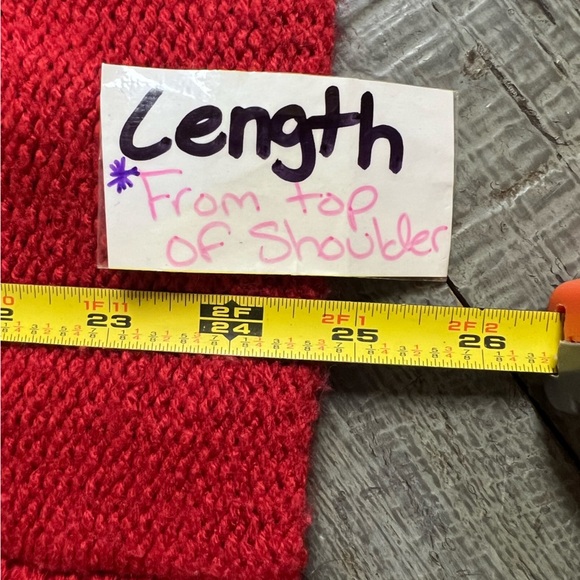 Length
*From top
of Shoulder
1F 11 2F 2F 1 2F 2
23 24 25 26